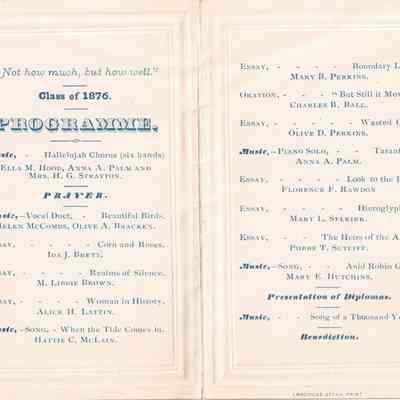 Not how much, but how well."
Class of 1876.
PROGRAMME.
Hallelujah Chorus (six hands)
ELLA M. HOOD, ANNA A. PALM AND
MRS. H. G. STRATTON.
PRAYER.
Vocal Duet, - Beautiful Birds.
HELEN MCCOMBS, OLIVE A. BRACKEN.
- - - - Corn and Roses.
IDA J. BRETT.
- - - Realms of Silence.
M. LIBBIE BROWN.
- - - Woman in History.
ALICE H. LATTIN.
SONG, - When the Tide Comes in.
HATTIE C. MCLAIN.
ESSAY, - - - Boundary
MARY B. PERKINS.
ORATION, - - - "But Still it
CHARLES R. BALL.
ESSAY, - - - - Wasted
OLIVE D. PERKINS.
Music,—PIANO SOLO, - -
ANNA A. PALM.
ESSAY, - - - Look to the
FLORENCE F. RAWDON
ESSAY, - - - -
MARY L. SELKIRK.
ESSAY, - - The Heirs of the
PORRE T. SUTLIFF.
Music,—SONG, - - Auld Robin
MARY E. HUTCHINS.
Presentation of Diplomas.
Music, - - Song of a Thousand
Benediction.